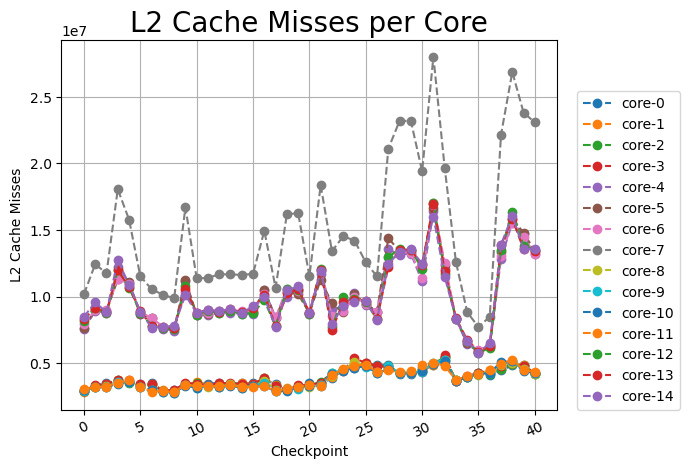 L2 Cache Misses per Core
1e7
2.5
2.0
1.5
1.0
0.5
L2 Cache Misses
0
5
10
15
20
25
30
35
40
Checkpoint
core-0
core-1
core-2
core-3
core-4
core-5
core-6
core-7
core-8
core-9
core-10
core-11
core-12
core-13
core-14